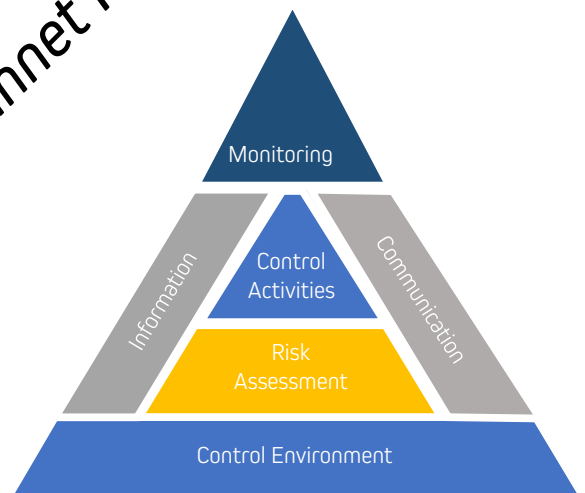 Monitoring
Information
Communication
Control
Activities
Risk
Assessment
Control Environment